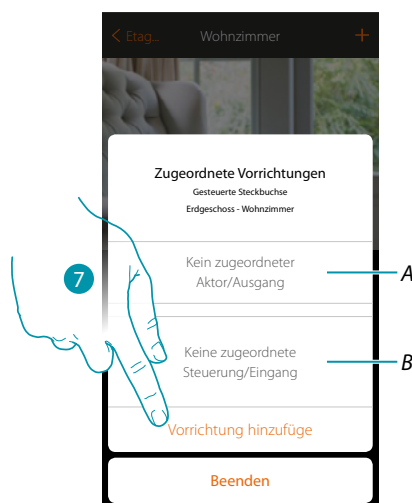 Etag...
Wohnzimmer
+
Zugeordnete Vorrichtungen
Gesteuerte Steckbuchse
Erdgeschoss - Wohnzimmer
Kein zugeordneter
Aktor/Ausgang
A
7
Keine zugeordnete
Steuerung/Eingang
B
Vorrichtung hinzufüge
Beenden